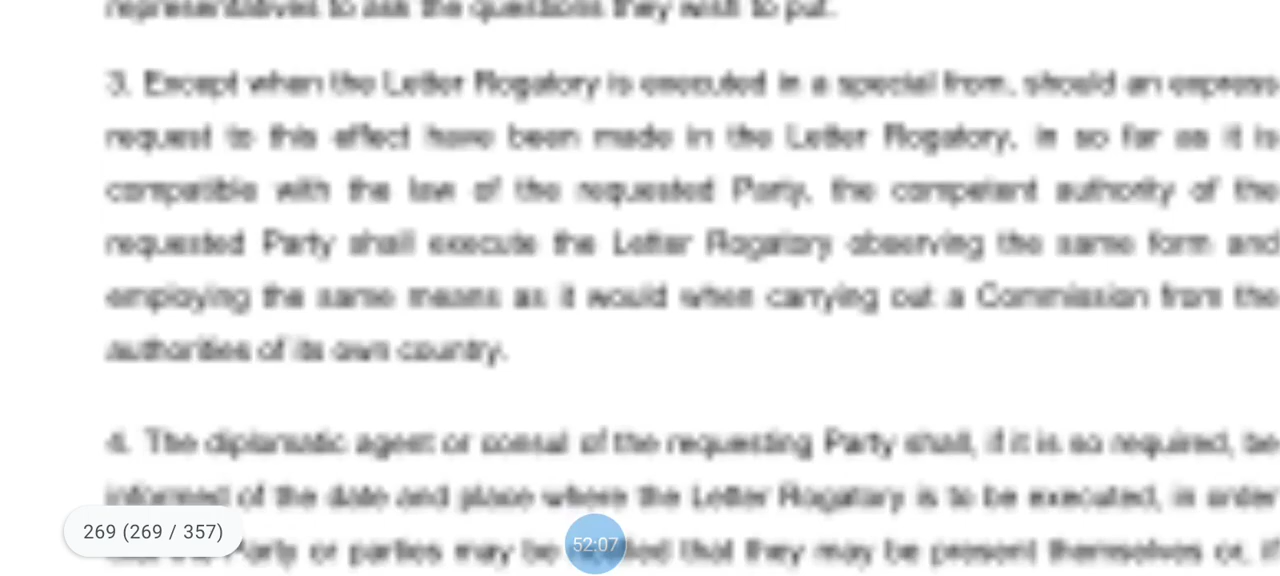 representatives to ask the questions they wish to put.
3. Except when the Letter Rogatory is executed in a special from, should an express
request to this effect have been made in the Letter Rogatory, in so far as it is
compatible with the law of the requested Party, the competent authority of the
requested Party shall execute the Letter Rogatory observing the same form and
employing the same means as it would when carrying out a Commission from the
authorities of its own country.
4. The diplomatic agent or consul of the requesting Party shall, if it is so required, be
informed of the date and place where the Letter Rogatory is to be executed, in order
269 (269 / 357)
Party or parties may be that they may be present themselves or, if
52:07